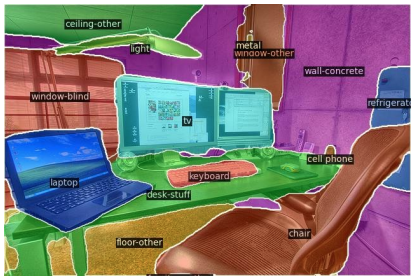 ceiling-other
light
metal
window-other
wall-concrete
window-blind
refrigerato
tv
cell phone
keyboard
laptop
desk-stuff
chair
floor-other